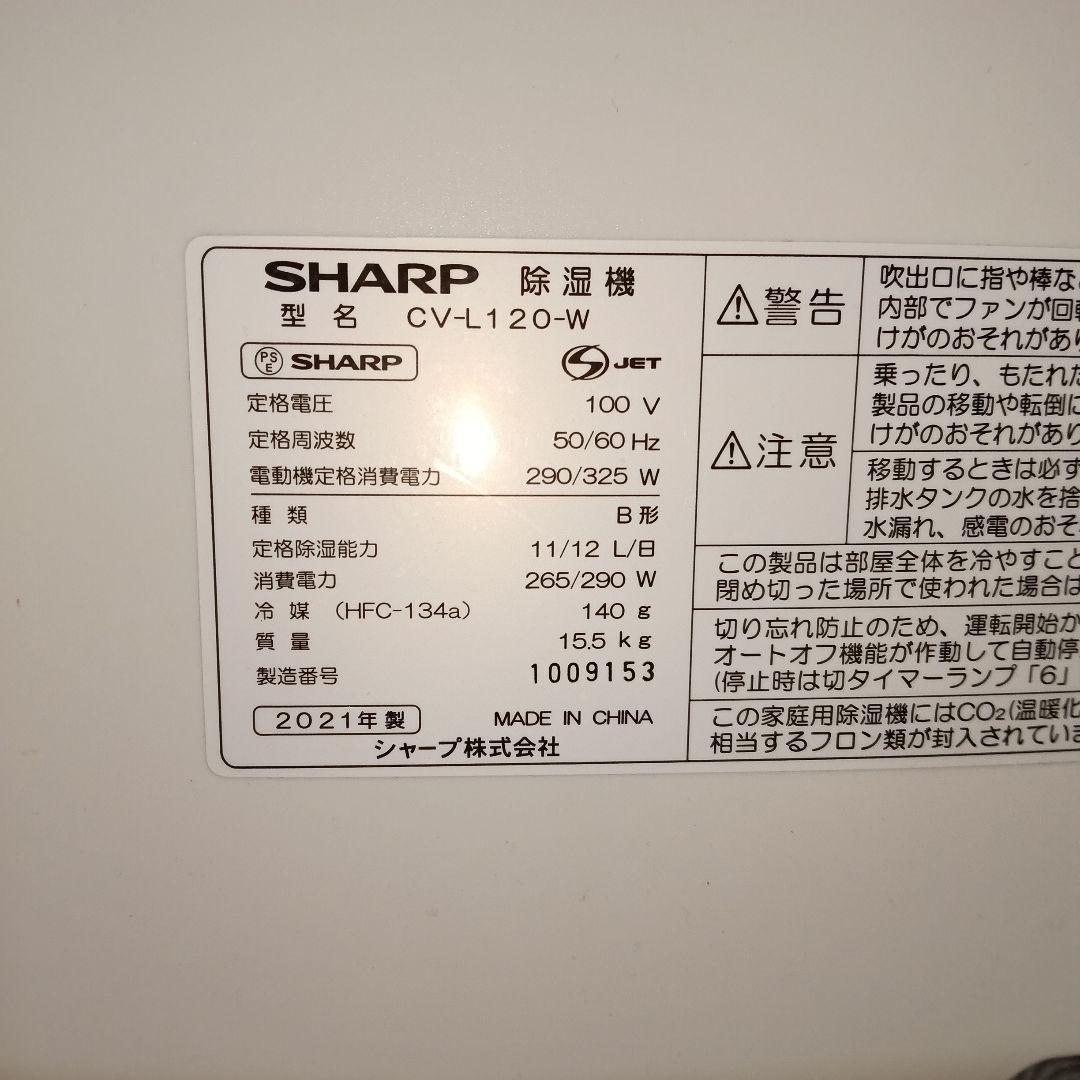 SHARP 除湿機
型 名 CV-L120-W
PSE SHARP
S JET
定格電圧 100 V
定格周波数 50/60 Hz
電動機定格消費電力 290/325 W
種 類 B形
定格除湿能力 11/12 L/日
消費電力 265/290 W
冷 媒 (HFC-134a) 140 g
質 量 15.5 kg
製造番号 1009153
2021年製 MADE IN CHINA
シャープ株式会社
⚠警告
吹出口に指や棒な
内部でファンが回
けがのおそれがあ
⚠注意
乗ったり、もたれ
製品の移動や転倒に
けがのおそれがあ
移動するときは必ず
排水タンクの水を捨
水漏れ、感電のおそ
この製品は部屋全体を冷やすこと
閉め切った場所で使われた場合は
切り忘れ防止のため、運転開始か
オートオフ機能が作動して自動停
(停止時は切タイマーランプ「6」
この家庭用除湿機にはCO₂(温暖化
相当するフロン類が封入されていま